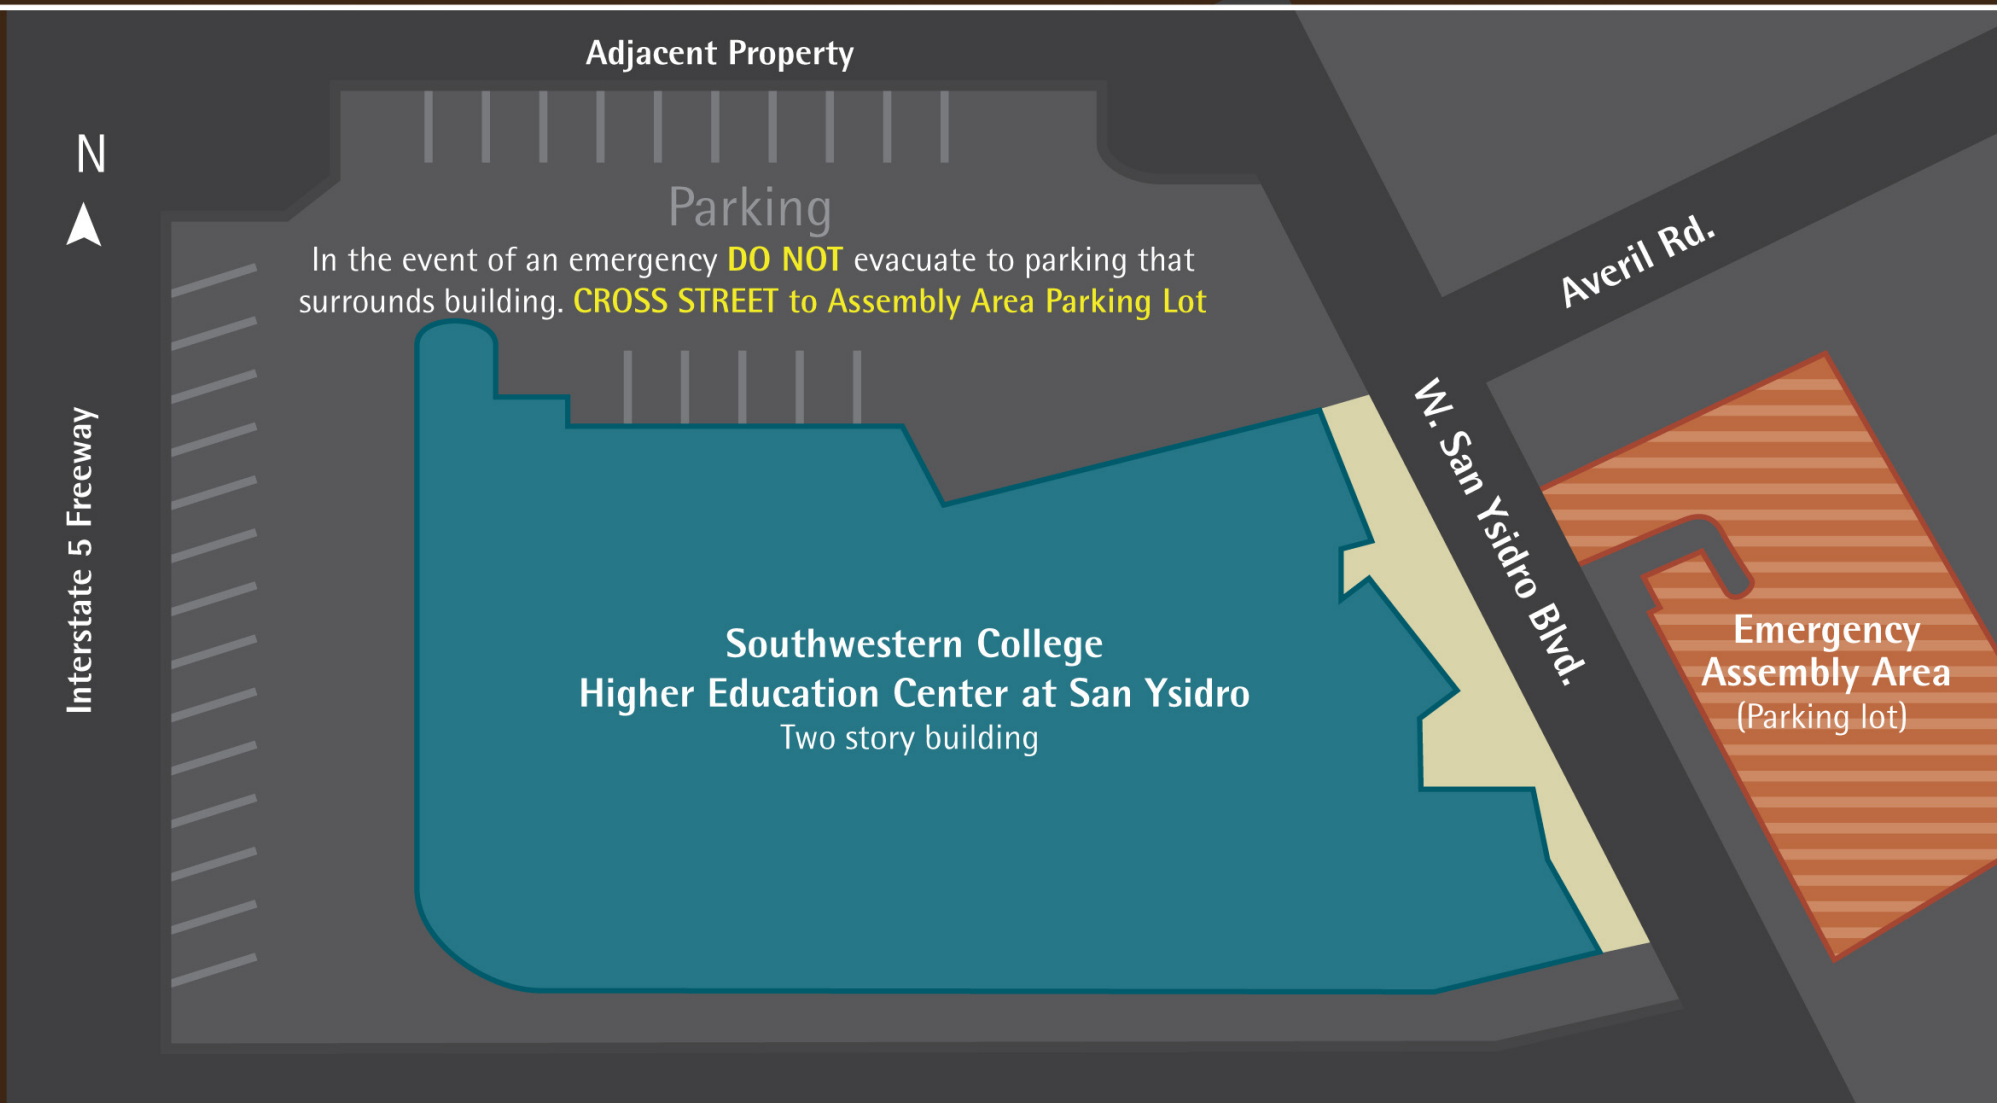 Adjacent Property
N
Parking
In the event of an emergency DO NOT evacuate to parking that
surrounds building. CROSS STREET to Assembly Area Parking Lot
Averil Rd.
W. San Ysidro Blvd.
Interstate 5 Freeway
Southwestern College
Higher Education Center at San Ysidro
Two story building
Emergency
Assembly Area
(Parking lot)